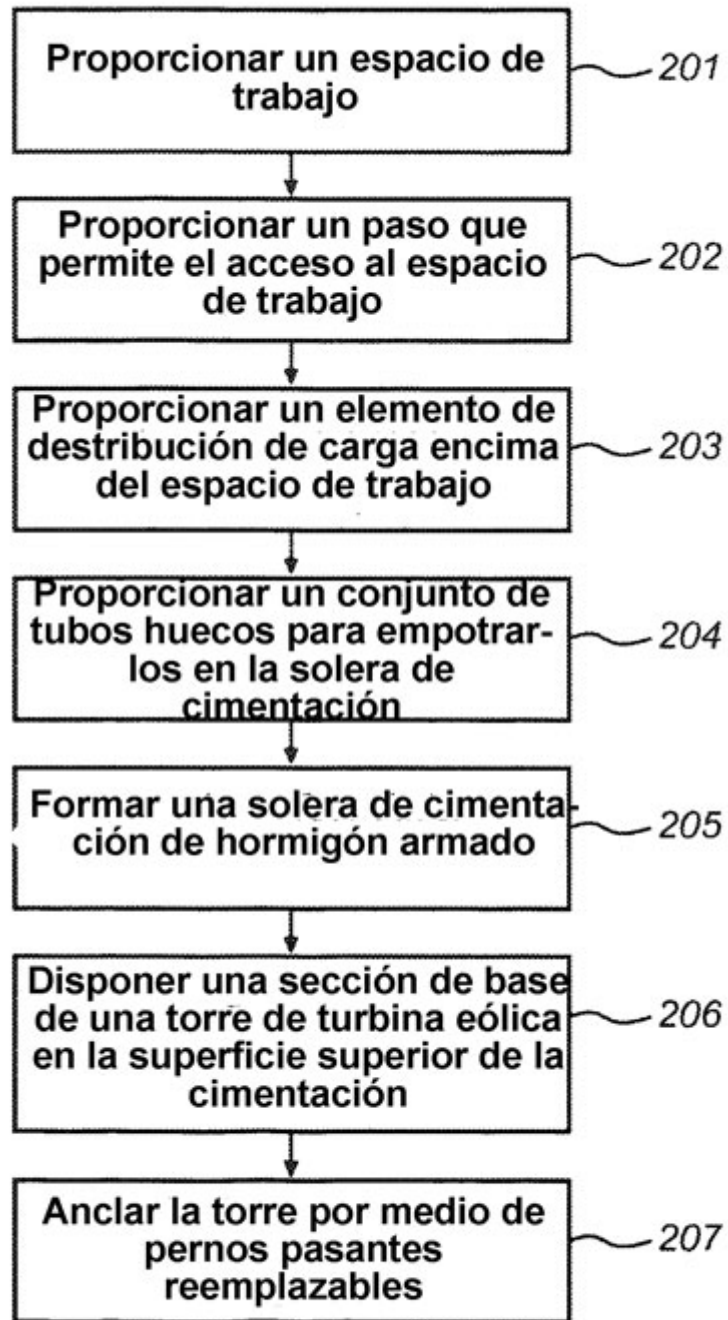 Proporcionar un espacio de
trabajo
201
Proporcionar un paso que
permite el acceso al espacio
de trabajo
202
Proporcionar un elemento de
destribución de carga encima
del espacio de trabajo
203
Proporcionar un conjunto de
tubos huecos para empotrar-
los en la solera de
cimentación
204
Formar una solera de cimenta-
ción de hormigón armado
205
Disponer una sección de base
de una torre de turbina eólica
en la superficie superior de la
cimentación
206
Anclar la torre por medio de
pernos pasantes
reemplazables
207